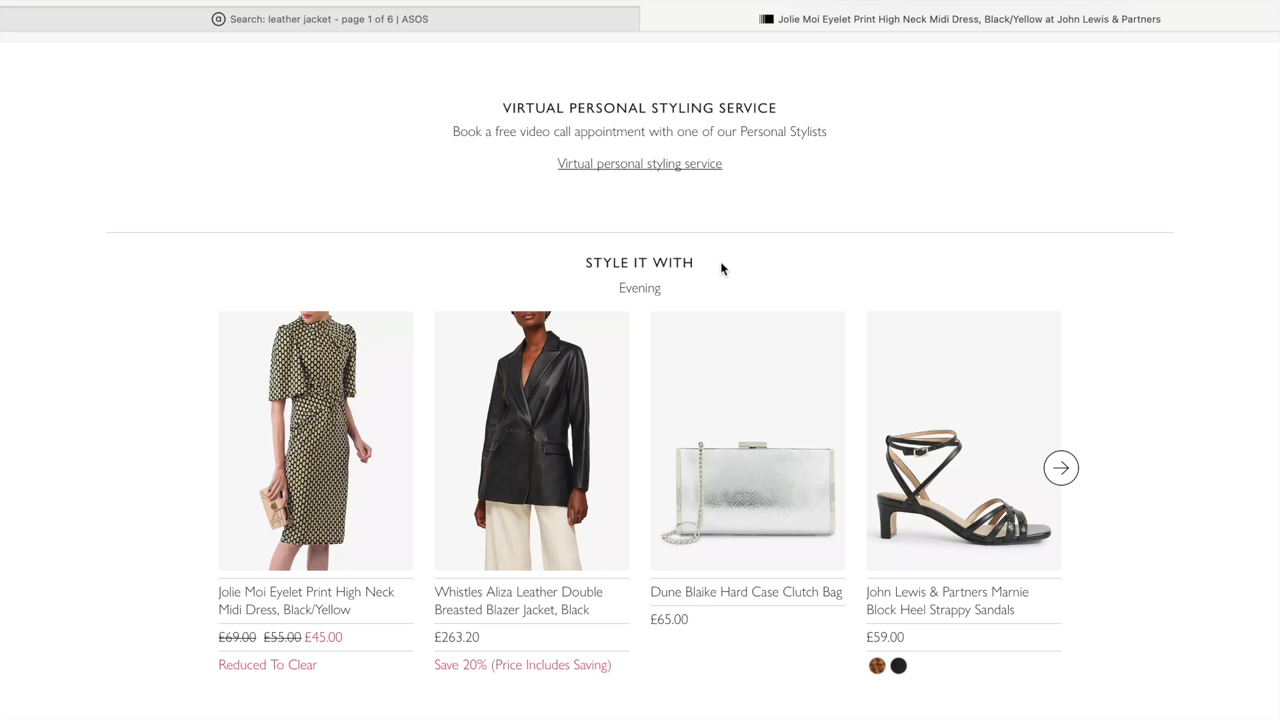 Search: leather jacket - page 1 of 6 | ASOS
Jolie Moi Eyelet Print High Neck Midi Dress, Black/Yellow at John Lewis & Partners
VIRTUAL PERSONAL STYLING SERVICE
Book a free video call appointment with one of our Personal Stylists
Virtual personal styling service
STYLE IT WITH
Evening
Jolie Moi Eyelet Print High Neck
Midi Dress, Black/Yellow
£69.00 £55.00 £45.00
Reduced To Clear
Whistles Aliza Leather Double
Breasted Blazer Jacket, Black
£263.20
Save 20% (Price Includes Saving)
Dune Blaike Hard Case Clutch Bag
£65.00
John Lewis & Partners Marnie
Block Heel Strappy Sandals
£59.00